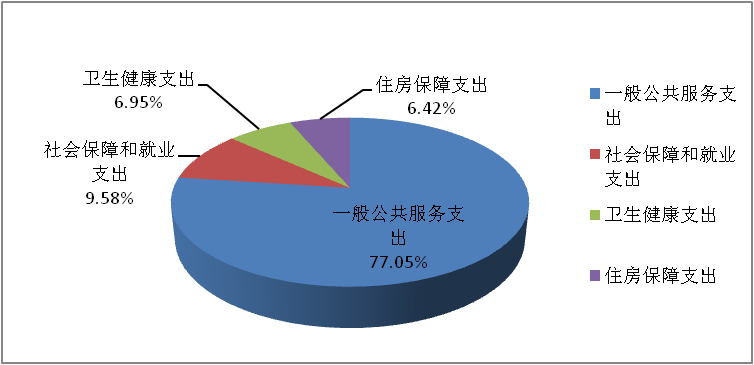 卫生健康支出
6.95%
住房保障支出
6.42%
社会保障和就业
支出
9.58%
一般公共服务支
出
77.05%
一般公共服务支
出
社会保障和就业
支出
卫生健康支出
住房保障支出